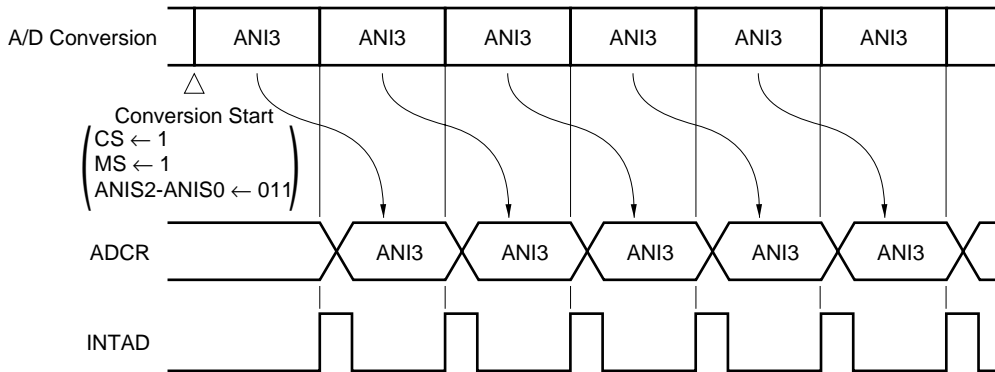 A/D Conversion ANI3 ANI3 ANI3 ANI3 ANI3 ANI3
Conversion Start
CS ← 1
MS ← 1
ANIS2-ANIS0 ← 011
ADCR ANI3 ANI3 ANI3 ANI3 ANI3
INTAD